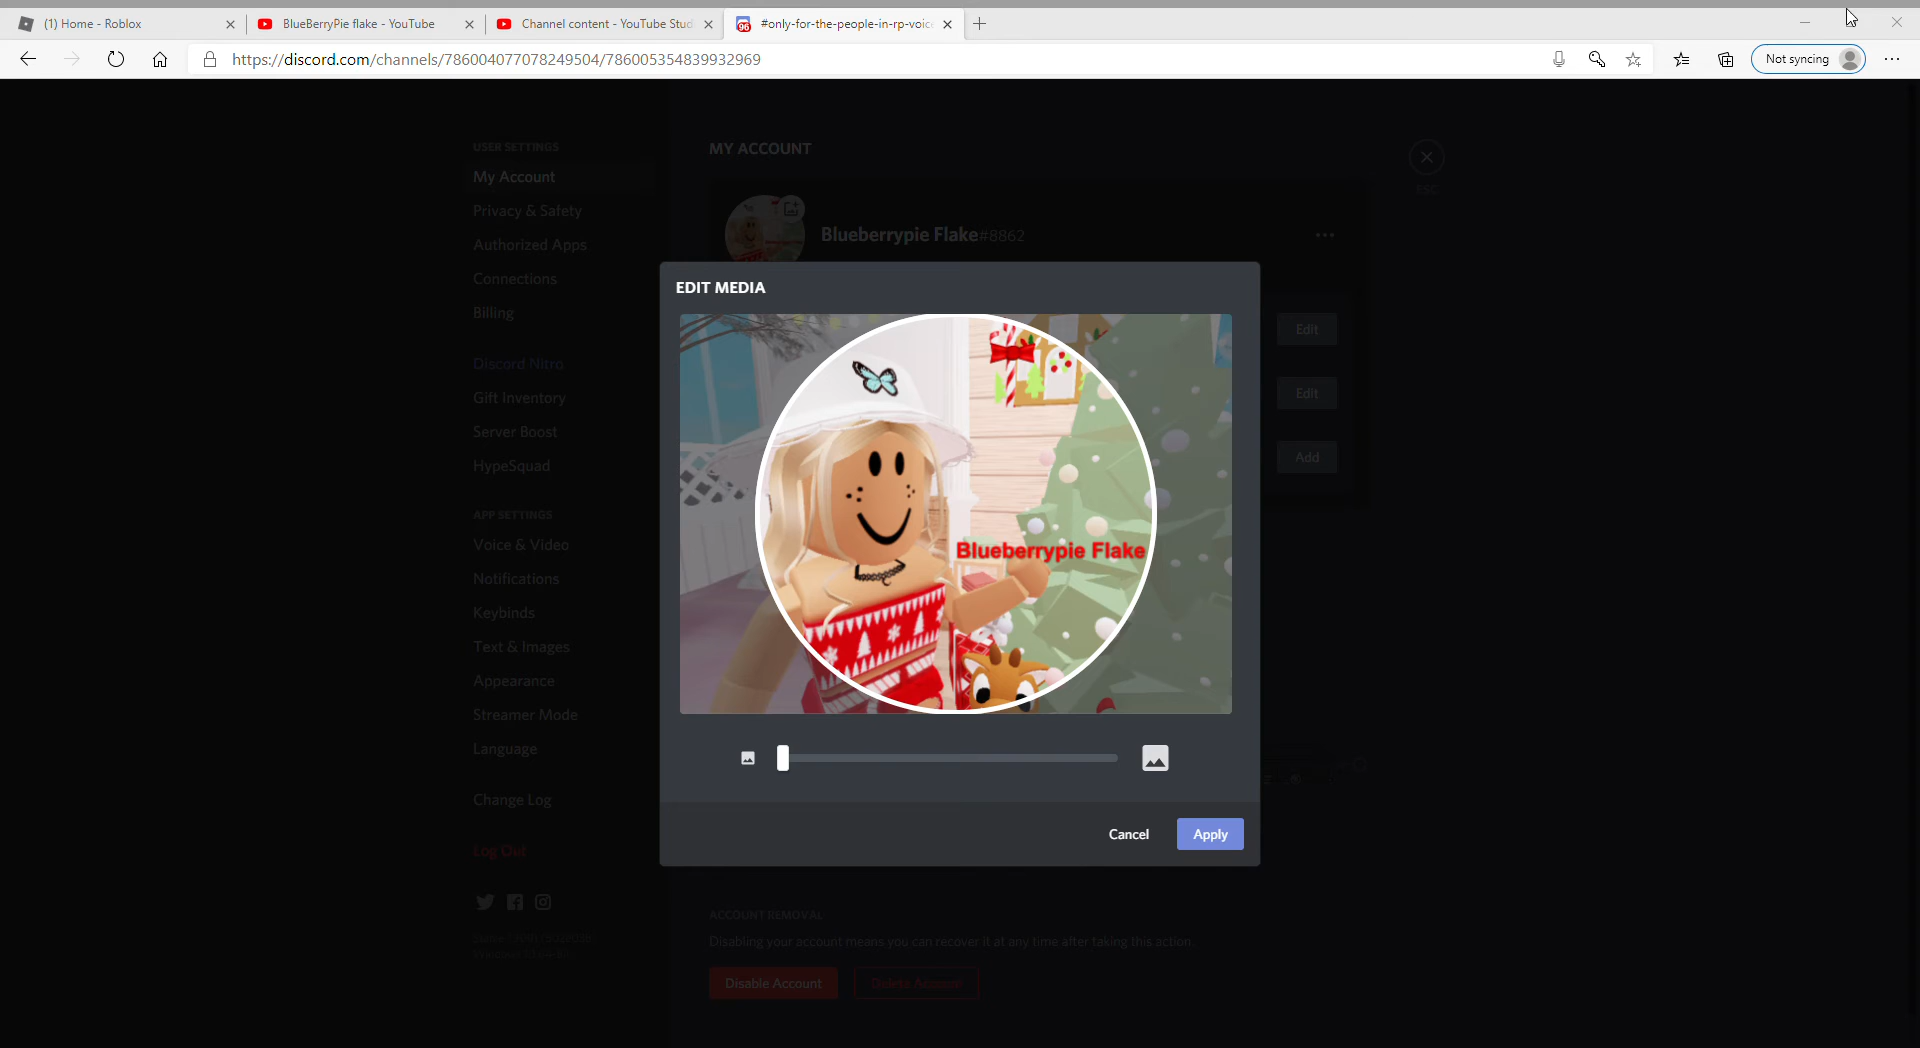 (1) Home - Roblox
BlueBerryPie flake - YouTube
Channel content - YouTube Stud
#only-for-the-people-in-rp-voice
https://discord.com/channels/786004077078249504/786005354839932969
Not syncing
USER SETTINGS
My Account
Privacy & Safety
Authorized Apps
Connections
Billing
Discord Nitro
Gift Inventory
Server Boost
HypeSquad
APP SETTINGS
Voice & Video
Notifications
Keybinds
Text & Images
Appearance
Streamer Mode
Language
Change Log
Log Out
MY ACCOUNT
ESC
Blueberrypie Flake#8862
Edit
Edit
Add
EDIT MEDIA
Blueberrypie Flake
Cancel
Apply
ACCOUNT REMOVAL
Disabling your account means you can recover it at any time after taking this action.
Disable Account
Delete Account